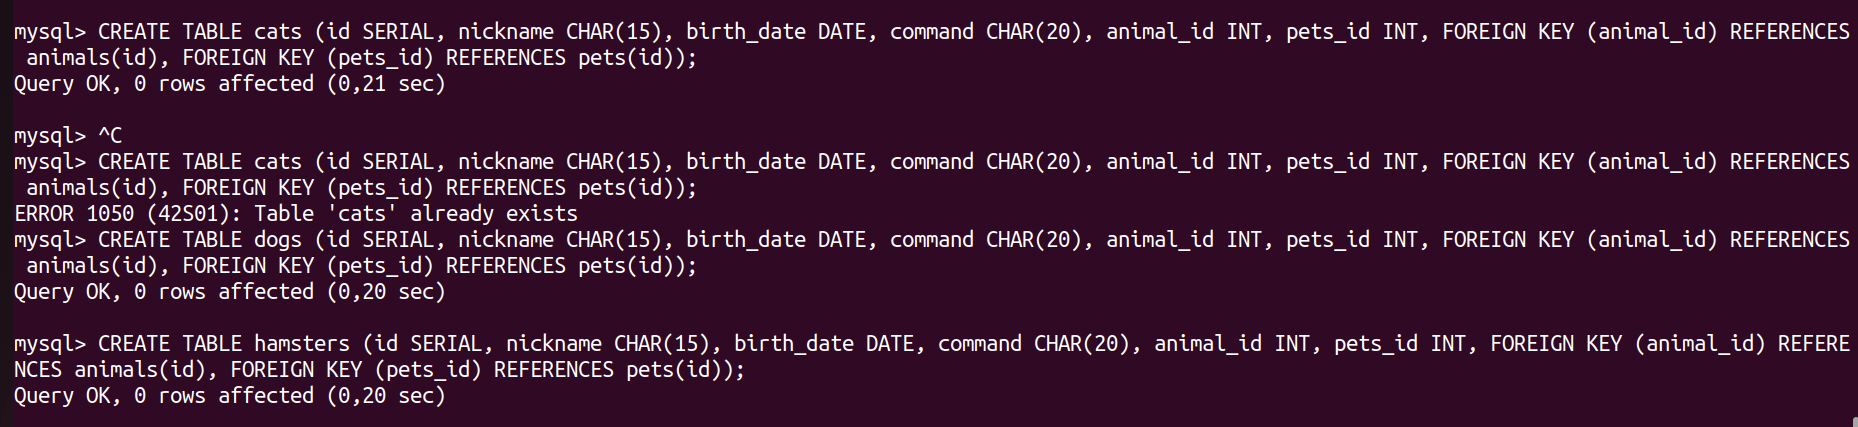 mysql> CREATE TABLE cats (id SERIAL, nickname CHAR(15), birth_date DATE, command CHAR(20), animal_id INT, pets_id INT, FOREIGN KEY (animal_id) REFERENCES
 animals(id), FOREIGN KEY (pets_id) REFERENCES pets(id));
Query OK, 0 rows affected (0,21 sec)

mysql> ^C
mysql> CREATE TABLE cats (id SERIAL, nickname CHAR(15), birth_date DATE, command CHAR(20), animal_id INT, pets_id INT, FOREIGN KEY (animal_id) REFERENCES
 animals(id), FOREIGN KEY (pets_id) REFERENCES pets(id));
ERROR 1050 (42S01): Table 'cats' already exists
mysql> CREATE TABLE dogs (id SERIAL, nickname CHAR(15), birth_date DATE, command CHAR(20), animal_id INT, pets_id INT, FOREIGN KEY (animal_id) REFERENCES
 animals(id), FOREIGN KEY (pets_id) REFERENCES pets(id));
Query OK, 0 rows affected (0,20 sec)

mysql> CREATE TABLE hamsters (id SERIAL, nickname CHAR(15), birth_date DATE, command CHAR(20), animal_id INT, pets_id INT, FOREIGN KEY (animal_id) REFERE
NCES animals(id), FOREIGN KEY (pets_id) REFERENCES pets(id));
Query OK, 0 rows affected (0,20 sec)